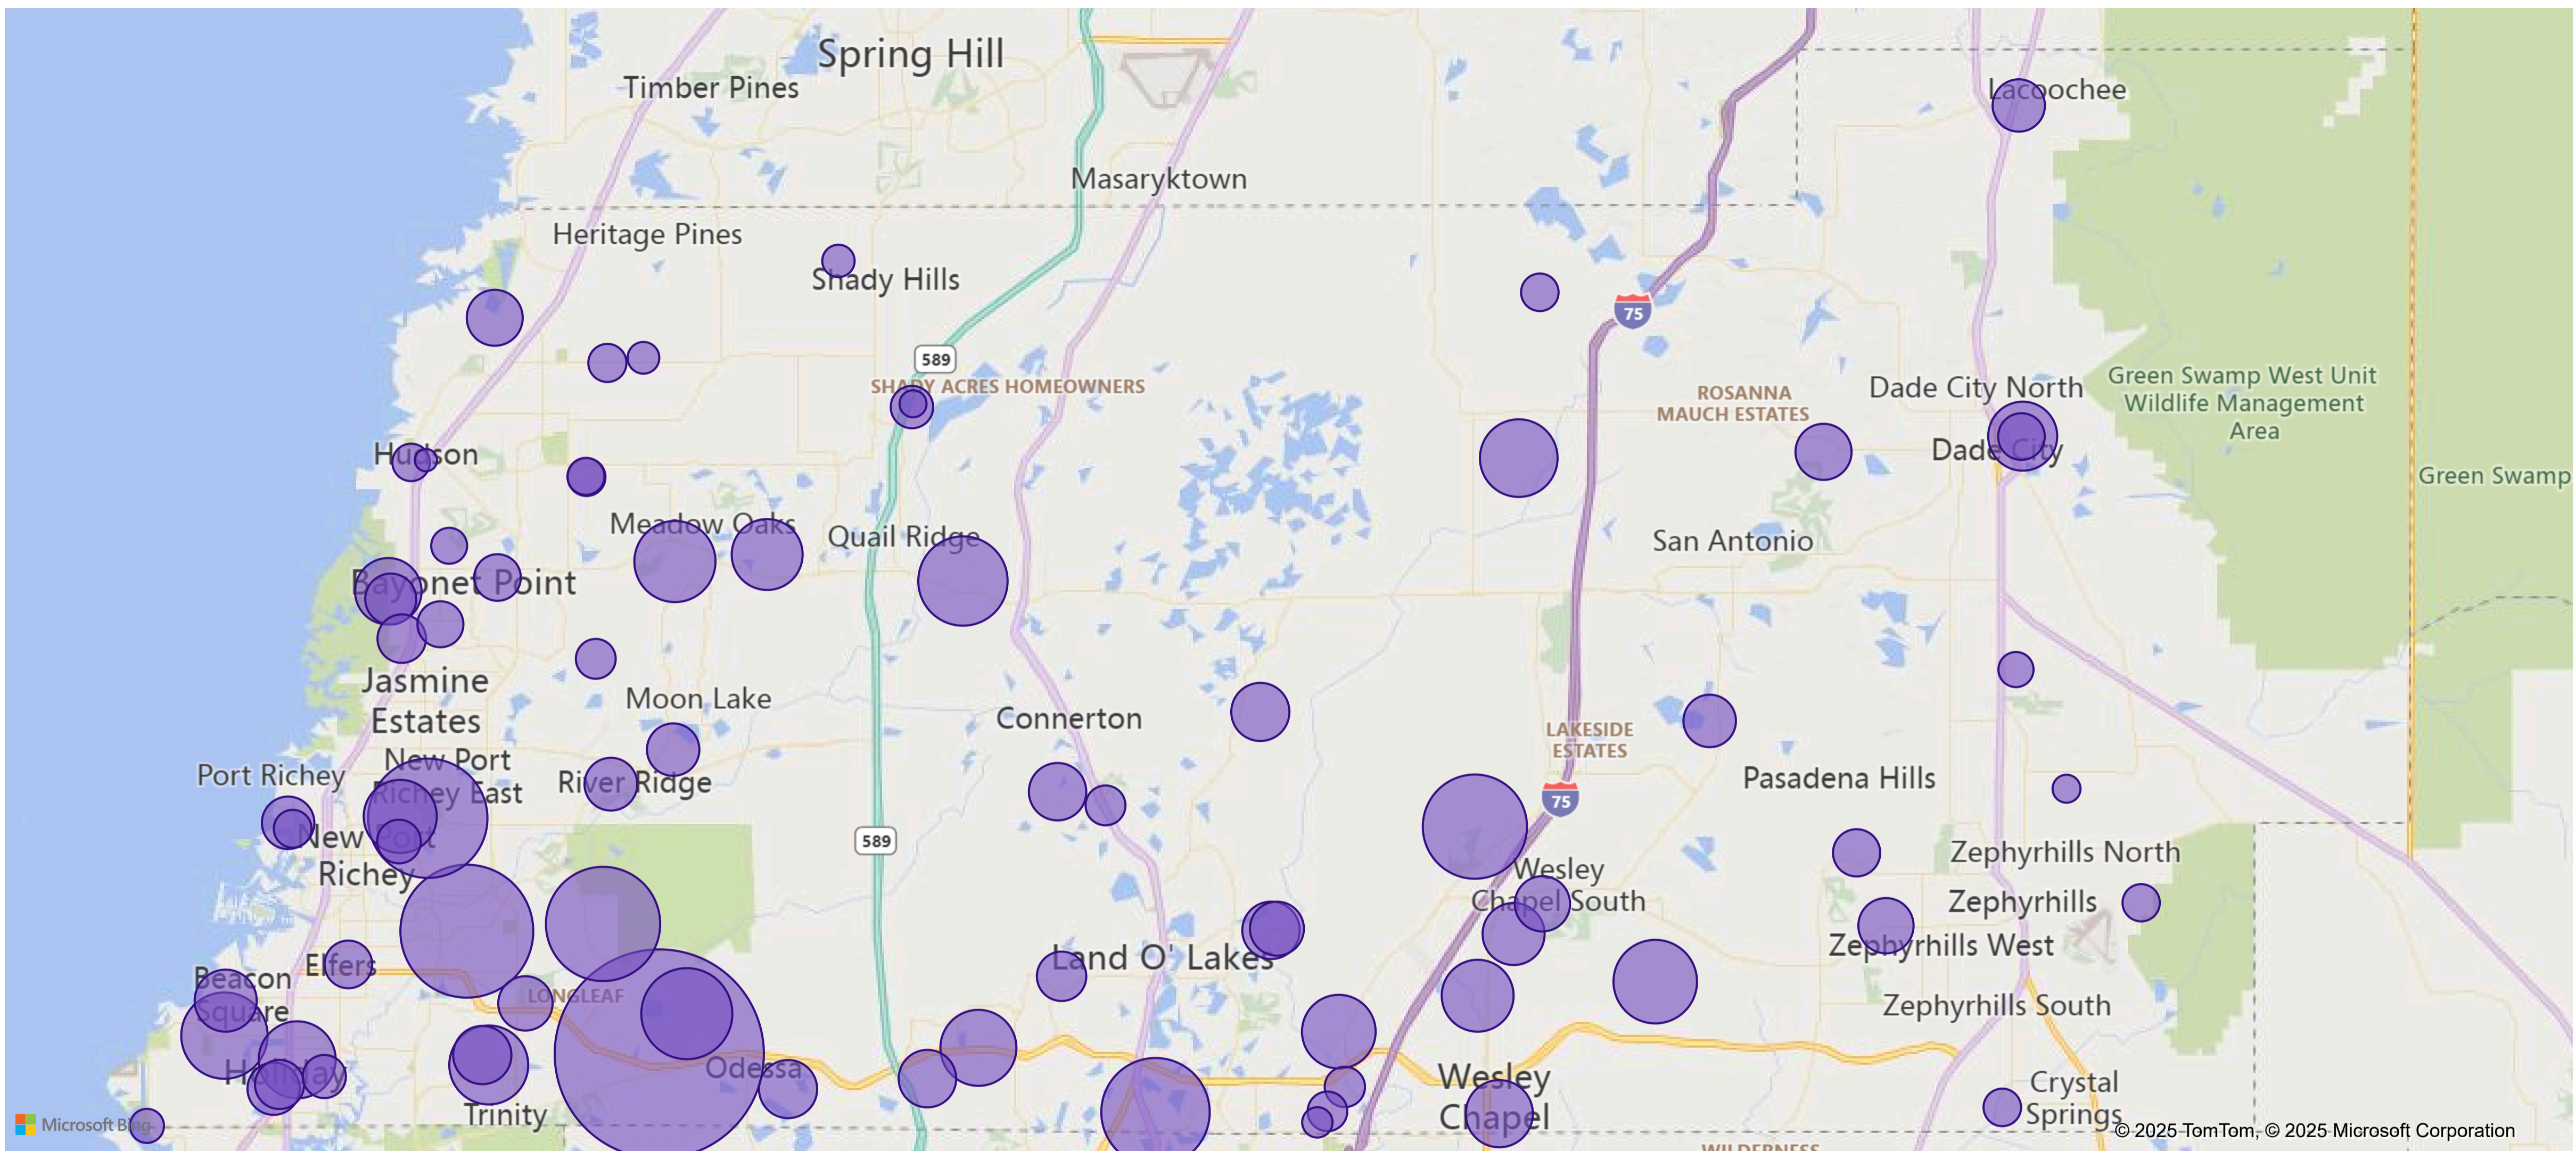 Spring Hill
Timber Pines
Lacoochee
Masaryktown
Heritage Pines
Shady Hills
75
589
SHADY ACRES HOMEOWNERS
ROSANNA
MAUCH ESTATES
Dade City North
Green Swamp West Unit
Wildlife Management
Area
Hudson
Dade City
Green Swamp
Meadow Oaks
Quail Ridge
San Antonio
Bayonet Point
Jasmine
Estates
Moon Lake
Connerton
LAKESIDE
ESTATES
New Port
Richey East
Port Richey
River Ridge
Pasadena Hills
75
589
New Port
Richey
Wesley
Chapel South
Zephyrhills North
Zephyrhills
Zephyrhills West
Land O' Lakes
Elfers
Beacon
Square
LONGLEAF
Zephyrhills South
Holiday
Odessa
Wesley
Chapel
Crystal
Springs
Trinity
Microsoft Bing
© 2025 TomTom, © 2025 Microsoft Corporation
WILDERNESS